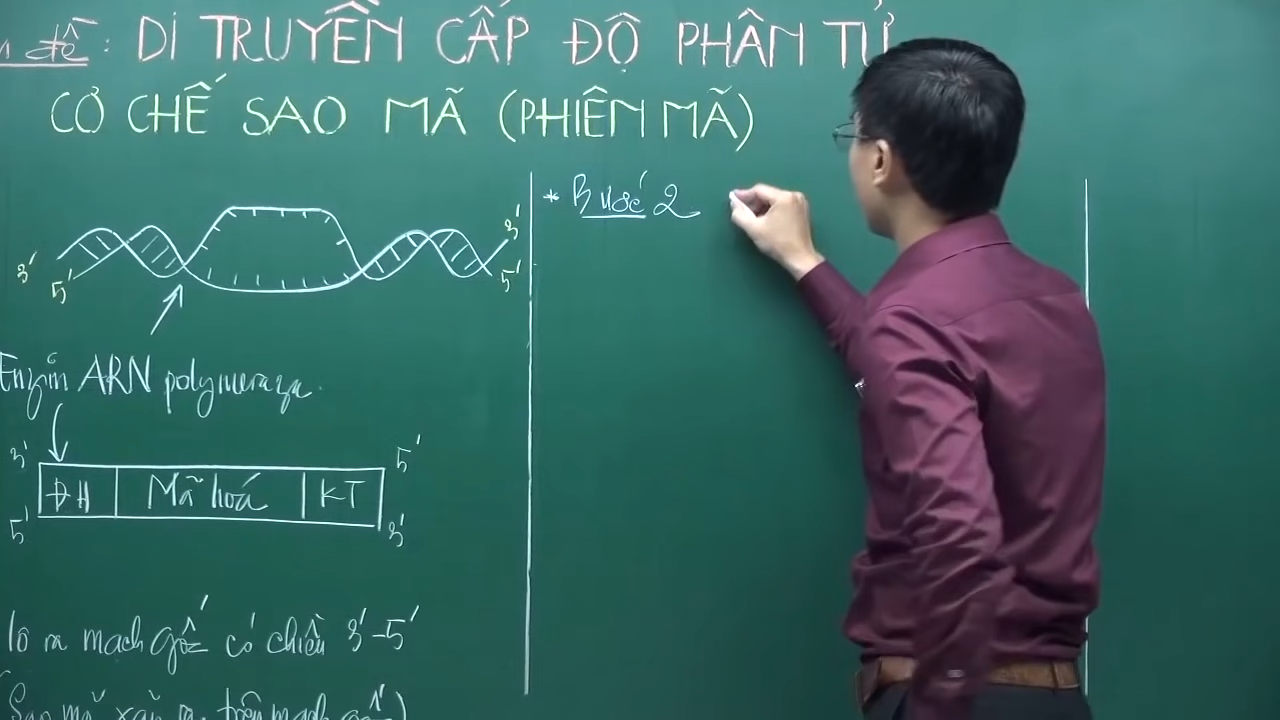 đề: DI TRUYỀN CẤP ĐỘ PHÂN TỬ
CƠ CHẾ SAO MÃ (PHIÊN MÃ)
3' 5' 3' 5'
Enzim ARN polymeraza.
3' 5'
ĐH Mã hoá KT
5' 3'
lộ ra mạch gốc có chiều 3'-5'
(Sao mã xảy ra trên mạch gốc)
* Bước 2